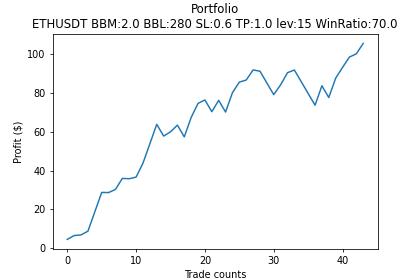 Portfolio
ETHUSDT BBM:2.0 BBL:280 SL:0.6 TP:1.0 lev:15 WinRatio:70.0
100
80
60
40
20
0
Profit ($)
0 10 20 30 40
Trade counts